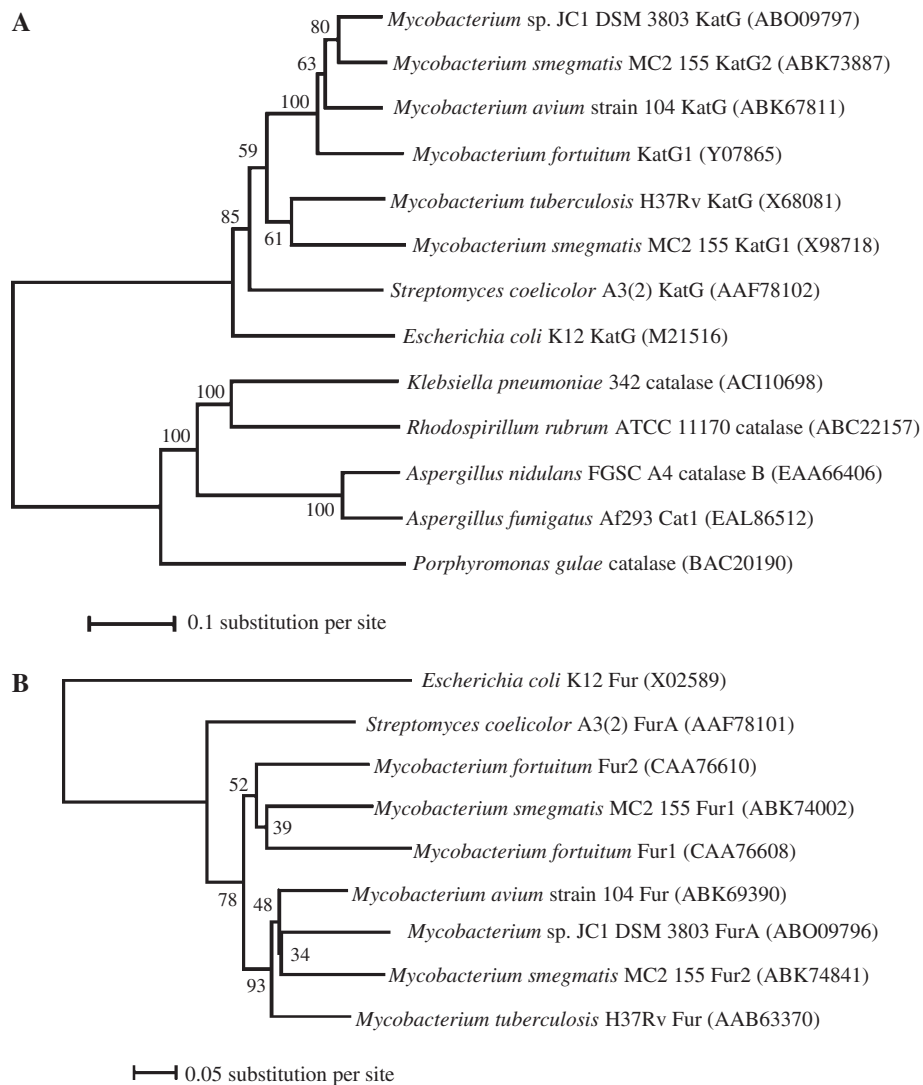 A
80
Mycobacterium sp. JC1 DSM 3803 KatG (ABO09797)
63
Mycobacterium smegmatis MC2 155 KatG2 (ABK73887)
100
Mycobacterium avium strain 104 KatG (ABK67811)
59
Mycobacterium fortuitum KatG1 (Y07865)
Mycobacterium tuberculosis H37Rv KatG (X68081)
85
61
Mycobacterium smegmatis MC2 155 KatG1 (X98718)
Streptomyces coelicolor A3(2) KatG (AAF78102)
Escherichia coli K12 KatG (M21516)
100
Klebsiella pneumoniae 342 catalase (ACI10698)
100
Rhodospirillum rubrum ATCC 11170 catalase (ABC22157)
Aspergillus nidulans FGSC A4 catalase B (EAA66406)
100
Aspergillus fumigatus Af293 Cat1 (EAL86512)
Porphyromonas gulae catalase (BAC20190)
0.1 substitution per site
B
Escherichia coli K12 Fur (X02589)
Streptomyces coelicolor A3(2) FurA (AAF78101)
52
Mycobacterium fortuitum Fur2 (CAA76610)
Mycobacterium smegmatis MC2 155 Fur1 (ABK74002)
39
Mycobacterium fortuitum Fur1 (CAA76608)
78
48
Mycobacterium avium strain 104 Fur (ABK69390)
Mycobacterium sp. JC1 DSM 3803 FurA (ABO09796)
34
Mycobacterium smegmatis MC2 155 Fur2 (ABK74841)
93
Mycobacterium tuberculosis H37Rv Fur (AAB63370)
0.05 substitution per site